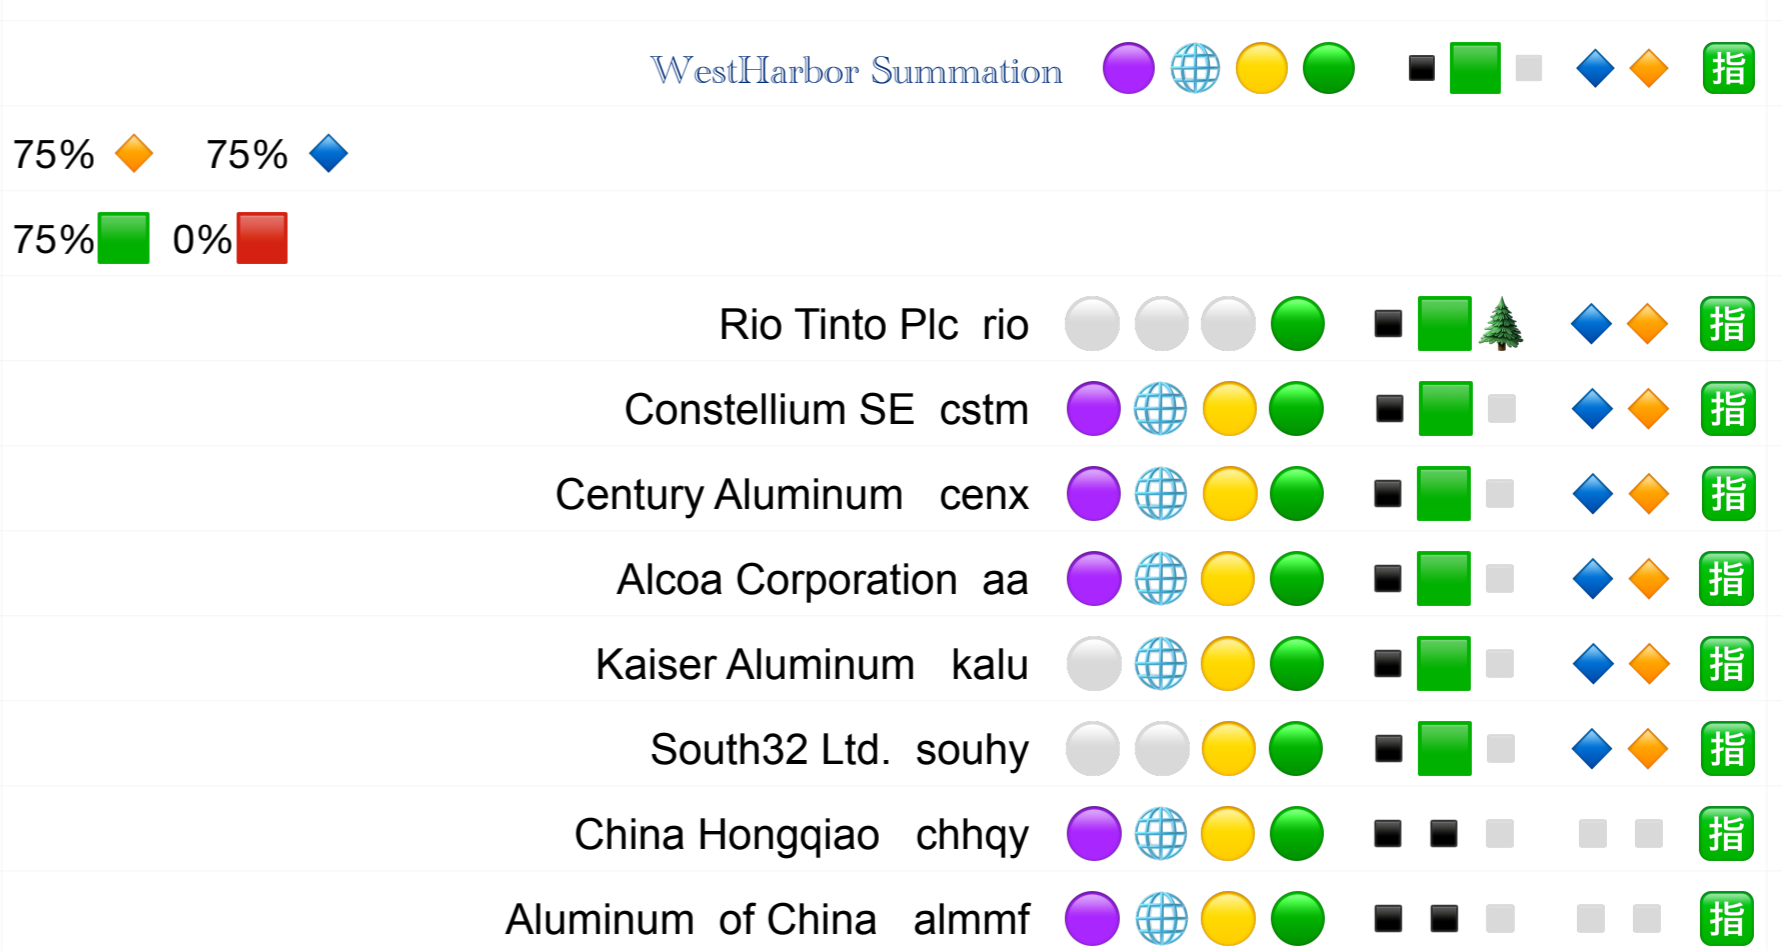 WestHarbor Summation 🟣 🌐 🟡 🟢 ▪️ 🟩 ◽ 🔹 🔸 指
75% 🔸 75% 🔹
75% 🟩 0% 🟥
Rio Tinto Plc rio 指
Constellium SE cstm 指
Century Aluminum cenx 指
Alcoa Corporation aa 指
Kaiser Aluminum kalu 指
South32 Ltd. souhy 指
China Hongqiao chhqy 指
Aluminum of China almmf 指